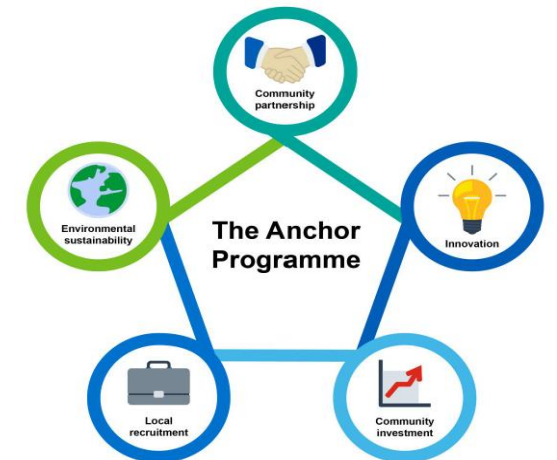 Community
partnership
Environmental
sustainability
The Anchor
Programme
Innovation
Local
recruitment
Community
investment